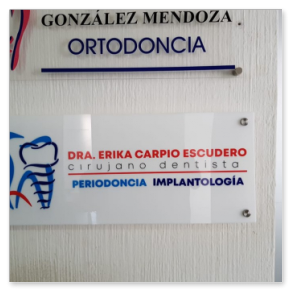 GONZÁLEZ MENDOZA
ORTODONCIA
DRA. ERIKA CARPIO ESCUDERO
cirujano dentista
PERIODONCIA IMPLANTOLOGÍA